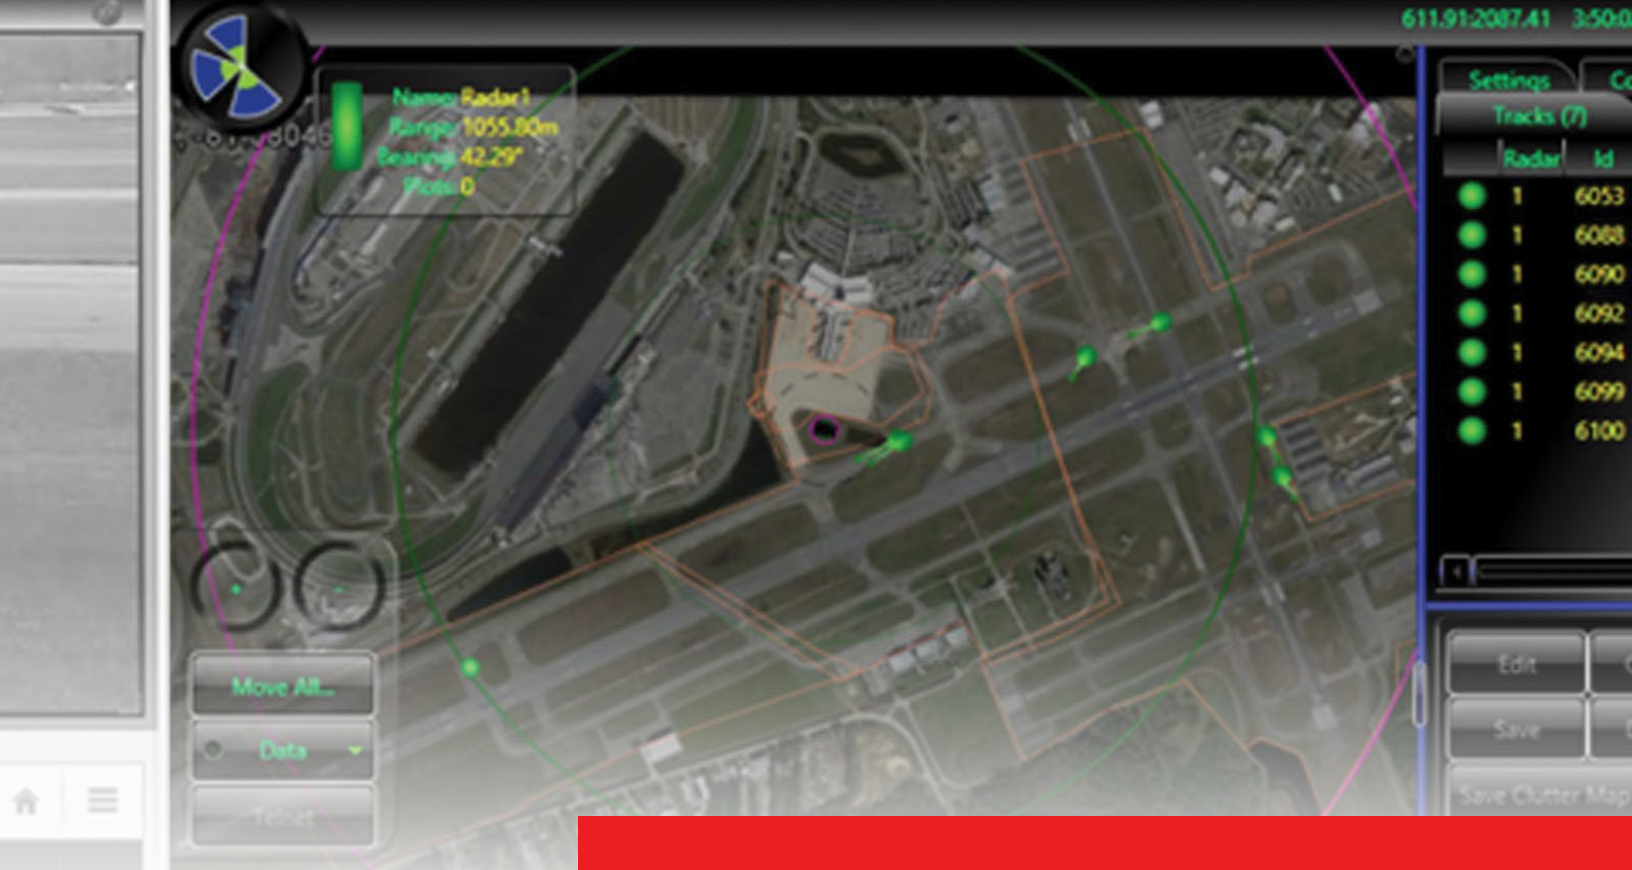 611.91:2087.41 3:50:0
Name: Radar1
Range: 1055.80m
Bearing: 42.29°
Plots: 0
Settings
Tracks (7)
Radar Id
1 6053
1 6088
1 6090
1 6092
1 6094
1 6099
1 6100
Move All...
Data
Telnet
Edit
Save
Save Clutter Map